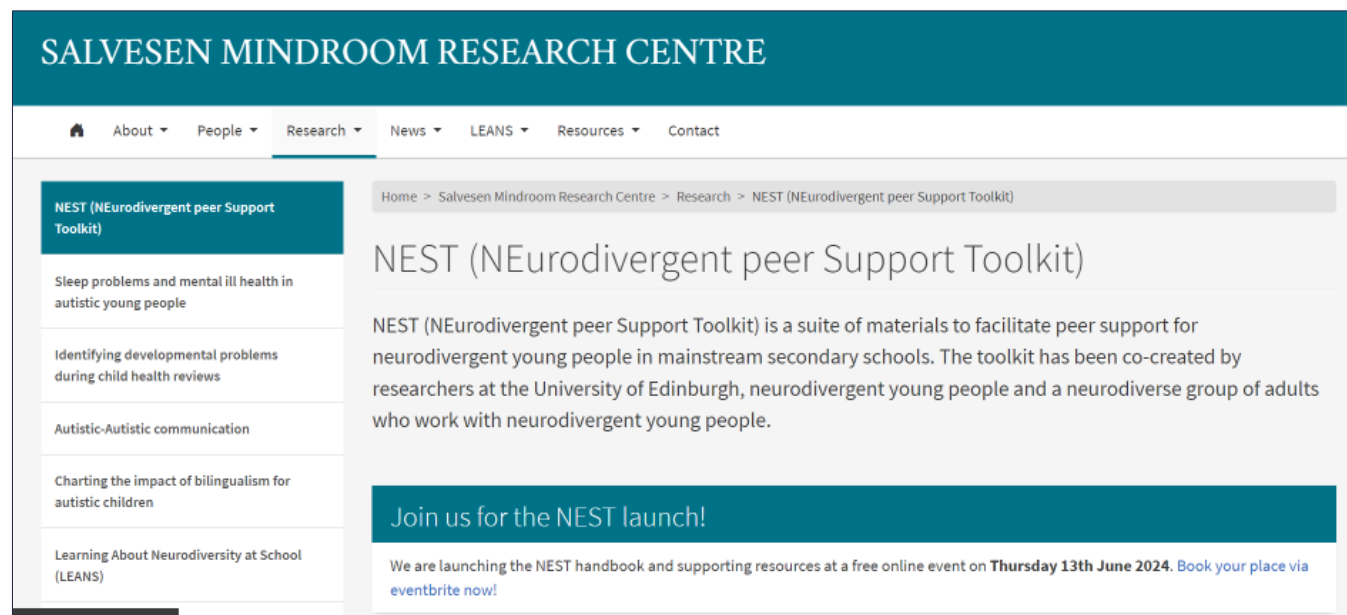 SALVESEN MINDROOM RESEARCH CENTRE
About People Research News LEANS Resources Contact
NEST (NEurodivergent peer Support
Toolkit)
Sleep problems and mental ill health in
autistic young people
Identifying developmental problems
during child health reviews
Autistic-Autistic communication
Charting the impact of bilingualism for
autistic children
Learning About Neurodiversity at School
(LEANS)
Home > Salvesen Mindroom Research Centre > Research > NEST (NEurodivergent peer Support Toolkit)
NEST (NEurodivergent peer Support Toolkit)
NEST (NEurodivergent peer Support Toolkit) is a suite of materials to facilitate peer support for
neurodivergent young people in mainstream secondary schools. The toolkit has been co-created by
researchers at the University of Edinburgh, neurodivergent young people and a neurodiverse group of adults
who work with neurodivergent young people.
Join us for the NEST launch!
We are launching the NEST handbook and supporting resources at a free online event on Thursday 13th June 2024. Book your place via
eventbrite now!